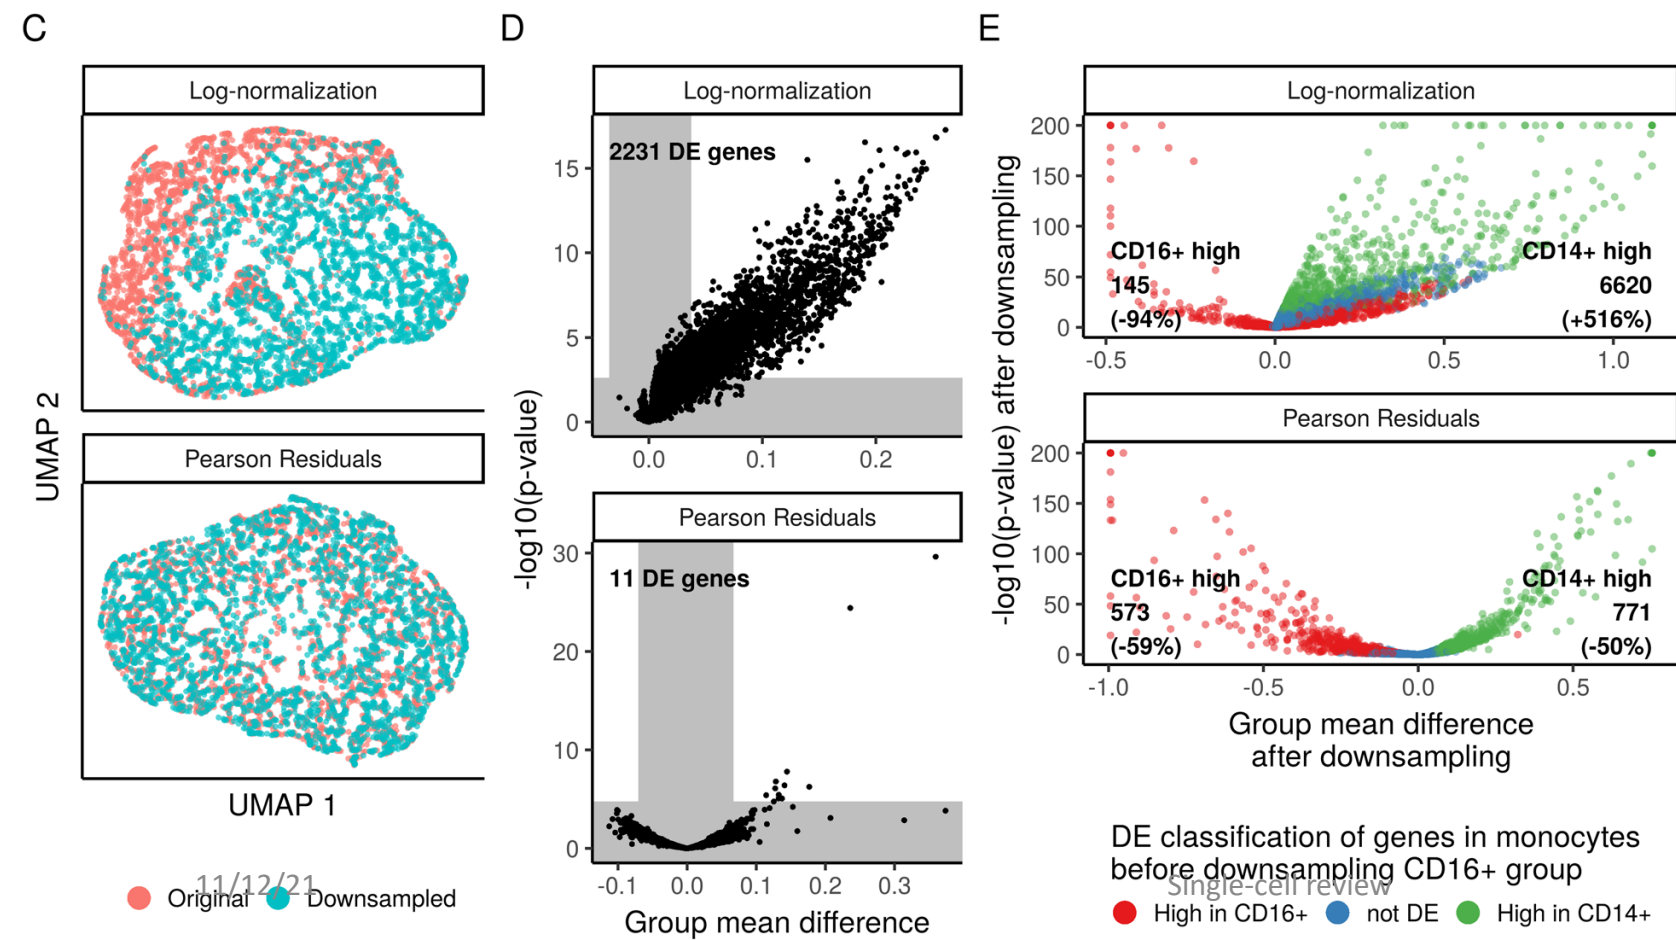 C
Log-normalization
Pearson Residuals
UMAP 2
UMAP 1
Original
Downsampled
11/12/21
D
Log-normalization
2231 DE genes
15
10
5
0
0.0 0.1 0.2
-log10(p-value)
Pearson Residuals
11 DE genes
30
20
10
0
-0.1 0.0 0.1 0.2 0.3
Group mean difference
E
Log-normalization
200
150
100
50
0
CD16+ high
145
(-94%)
CD14+ high
6620
(+516%)
-0.5 0.0 0.5 1.0
-log10(p-value) after downsampling
Pearson Residuals
200
150
100
50
0
CD16+ high
573
(-59%)
CD14+ high
771
(-50%)
-1.0 -0.5 0.0 0.5
Group mean difference
after downsampling
DE classification of genes in monocytes
before downsampling CD16+ group
Single-cell review
High in CD16+
not DE
High in CD14+